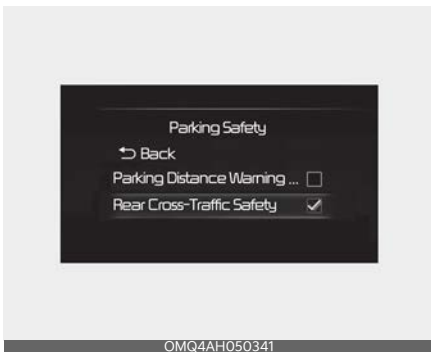 Parking Safety
Back
Parking Distance Warning ...
Rear Cross-Traffic Safety
OMQ4AH050341